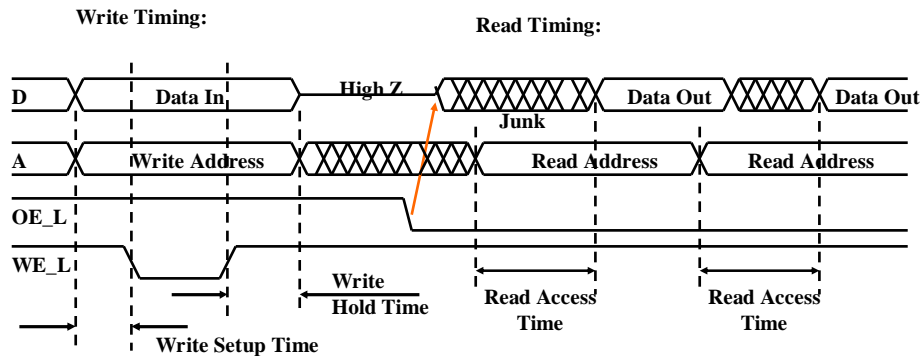 Write Timing:
Read Timing:
D
Data In
High Z
Junk
Data Out
Data Out
A
Write Address
Read Address
Read Address
OE_L
WE_L
Write
Hold Time
Read Access
Time
Read Access
Time
Write Setup Time